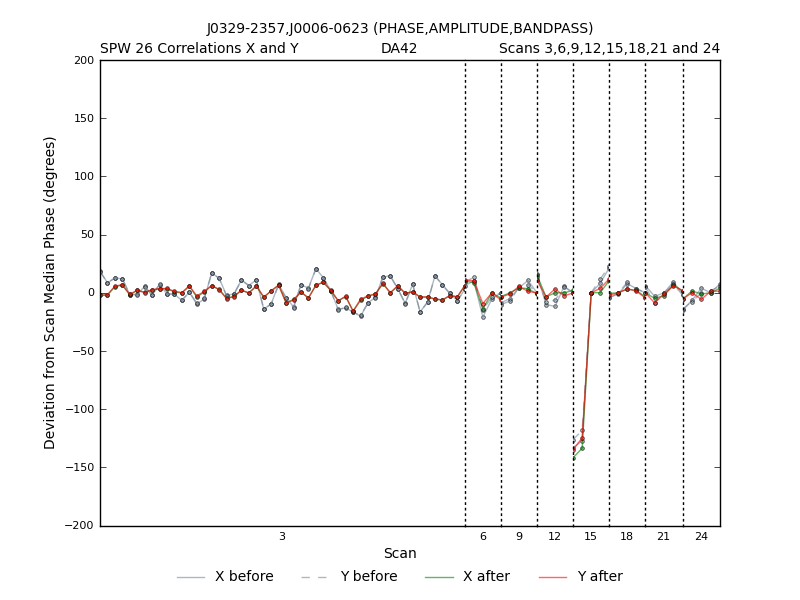 J0329-2357,J0006-0623 (PHASE,AMPLITUDE,BANDPASS)
SPW 26 Correlations X and Y DA42 Scans 3,6,9,12,15,18,21 and 24
Deviation from Scan Median Phase (degrees)
200
150
100
50
0
−50
−100
−150
−200
3 6 9 12 15 18 21 24
Scan
X before Y before X after Y after